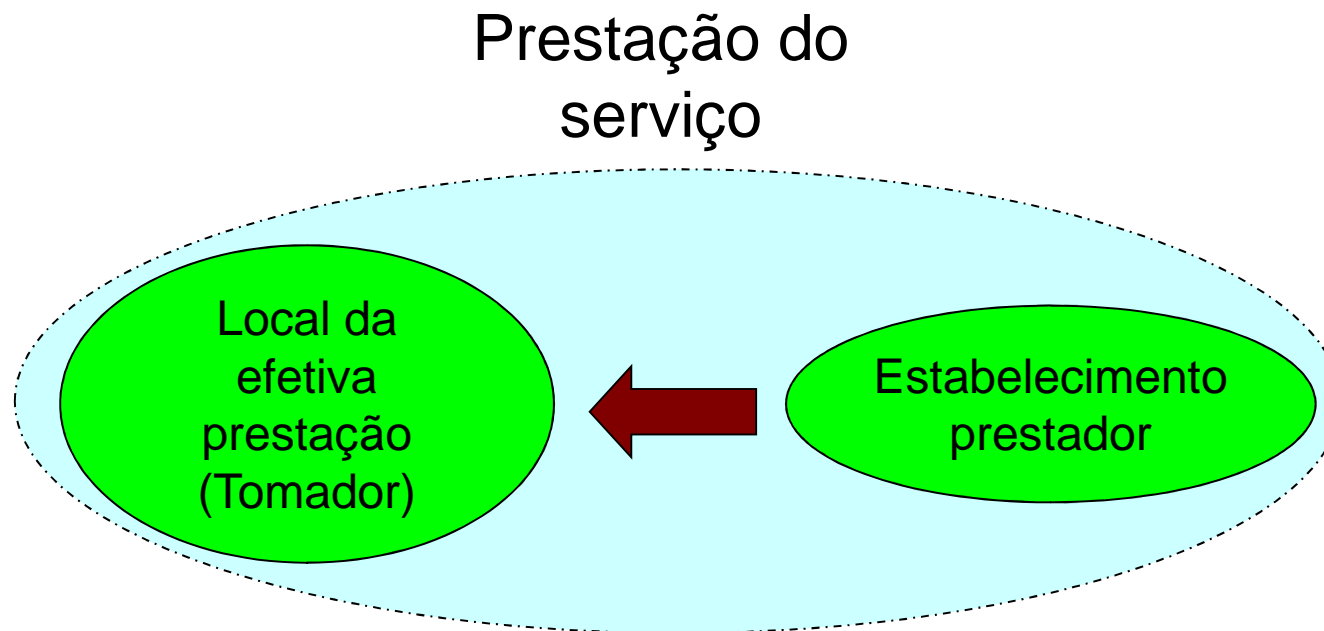 Prestação do
serviço
Local da
efetiva
prestação
(Tomador)
Estabelecimento
prestador